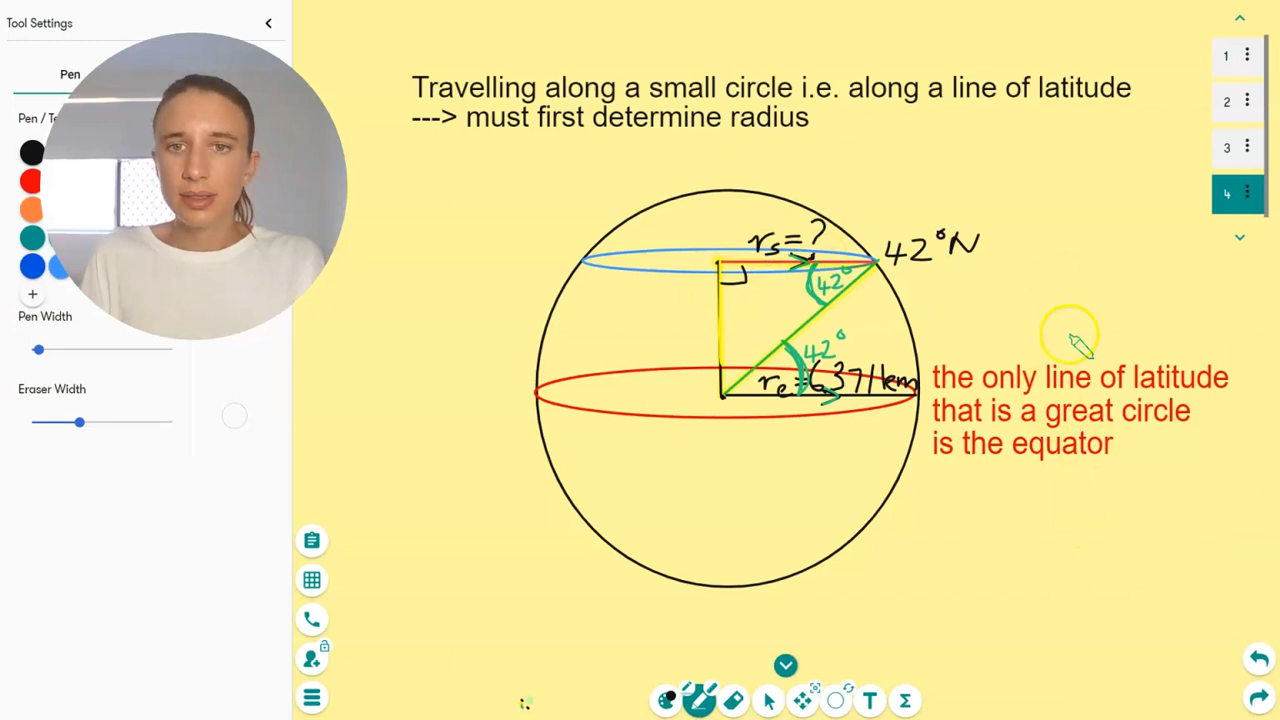 Tool Settings
Pen
Pen / Te
Pen Width
Eraser Width
Travelling along a small circle i.e. along a line of latitude
---> must first determine radius
rs=?
42°N
42°
42°
re=6371km
the only line of latitude
that is a great circle
is the equator
1
2
3
4
T
Σ